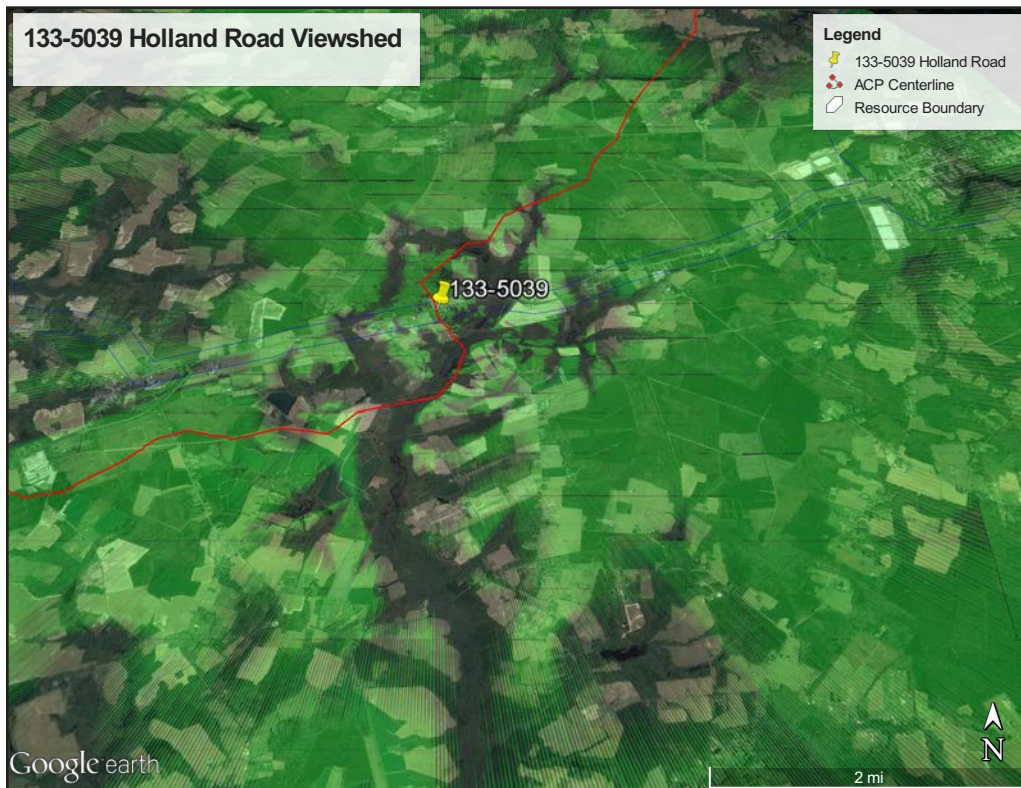 133-5039 Holland Road Viewshed
Legend
133-5039 Holland Road
ACP Centerline
Resource Boundary
133-5039
N
Google earth
2 mi